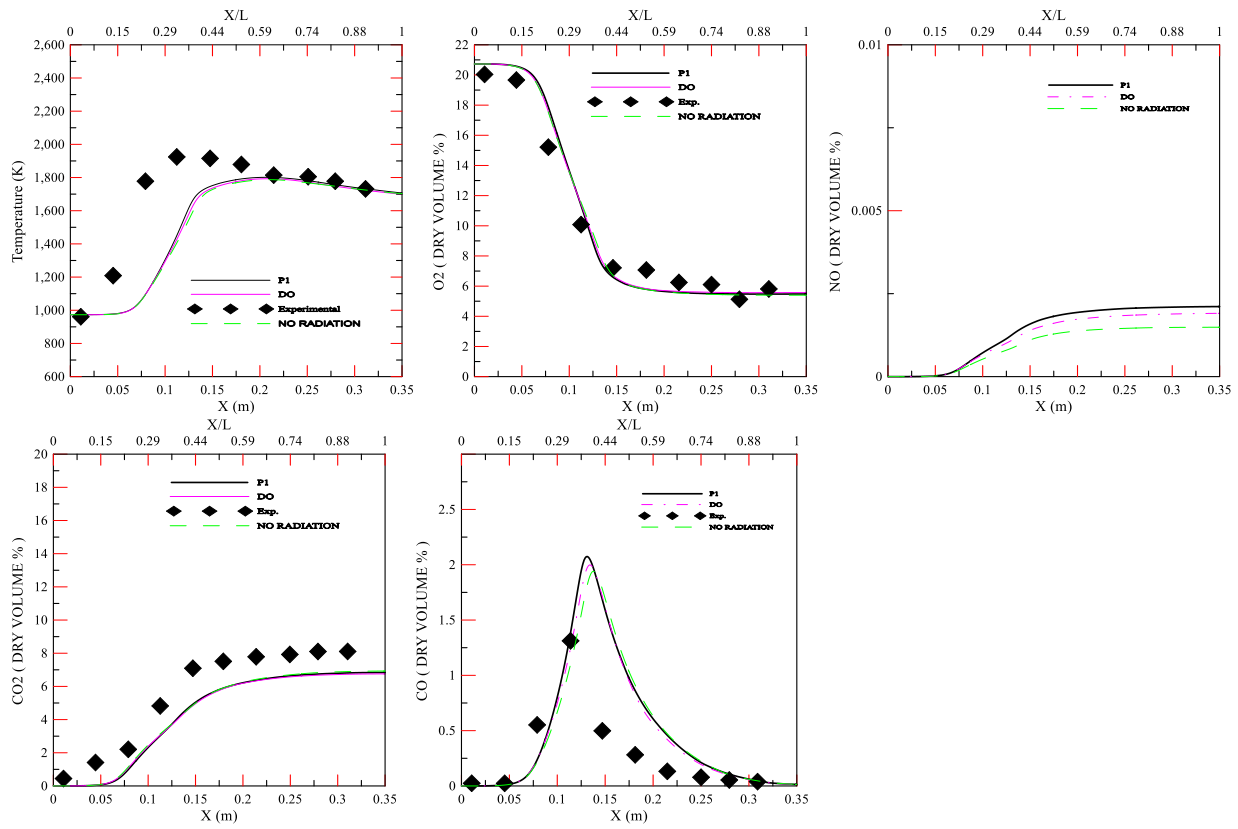 X/L
0 0.15 0.29 0.44 0.59 0.74 0.88 1
2,600
2,400
2,200
2,000
1,800
1,600
1,400
1,200
1,000
800
600
Temperature (K)
P1
DO
Experimental
NO RADIATION
0 0.05 0.1 0.15 0.2 0.25 0.3 0.35
X (m)
X/L
0 0.15 0.29 0.44 0.59 0.74 0.88 1
22
20
18
16
14
12
10
8
6
4
2
0
O2 ( DRY VOLUME % )
P1
DO
Exp.
NO RADIATION
0 0.05 0.1 0.15 0.2 0.25 0.3 0.35
X (m)
X/L
0 0.15 0.29 0.44 0.59 0.74 0.88 1
0.01
0.005
0
NO ( DRY VOLUME % )
P1
DO
NO RADIATION
0 0.05 0.1 0.15 0.2 0.25 0.3 0.35
X (m)
X/L
0 0.15 0.29 0.44 0.59 0.74 0.88 1
20
18
16
14
12
10
8
6
4
2
0
CO2 ( DRY VOLUME % )
P1
DO
Exp.
NO RADIATION
0 0.05 0.1 0.15 0.2 0.25 0.3 0.35
X (m)
X/L
0 0.15 0.29 0.44 0.59 0.74 0.88 1
2.5
2
1.5
1
0.5
0
CO ( DRY VOLUME % )
P1
DO
Exp.
NO RADIATION
0 0.05 0.1 0.15 0.2 0.25 0.3 0.35
X (m)